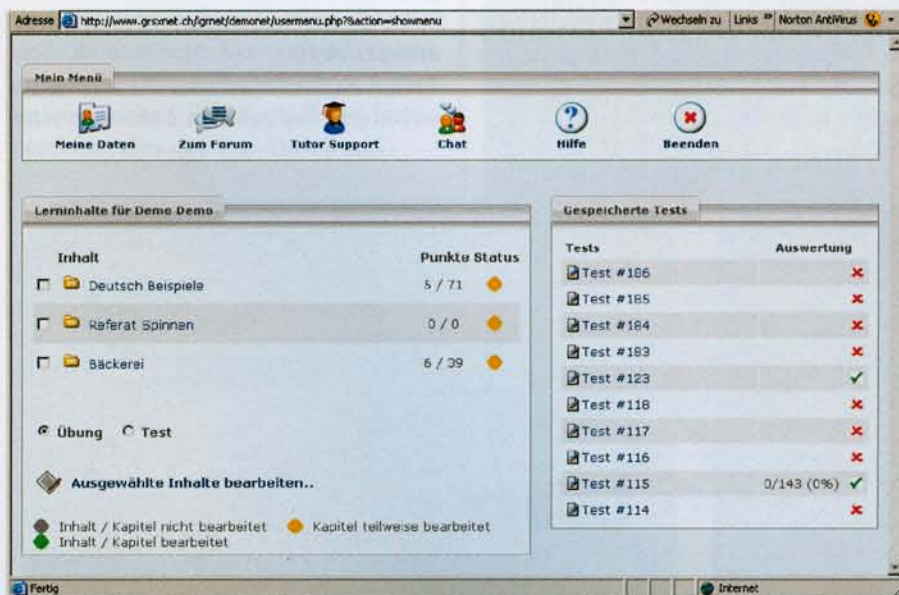 Adresse http://www.grsxnet.ch/lgrnet/demonet/usermenu.php?&action=showmenu Wechseln zu Links » Norton AntiVirus
Mein Menü
Meine Daten Zum Forum Tutor Support Chat Hilfe Beenden
Lerninhalte für Demo Demo
Inhalt Punkte Status
Deutsch Beispiele 5 / 71
Referat Spinnen 0 / 0
Bäckerei 6 / 39
Übung Test
Ausgewählte Inhalte bearbeiten..
Inhalt / Kapitel nicht bearbeitet Kapitel teilweise bearbeitet
Inhalt / Kapitel bearbeitet
Gespeicherte Tests
Tests Auswertung
Test #186
Test #185
Test #184
Test #183
Test #123
Test #118
Test #117
Test #116
Test #115 0/143 (0%)
Test #114
Fertig Internet